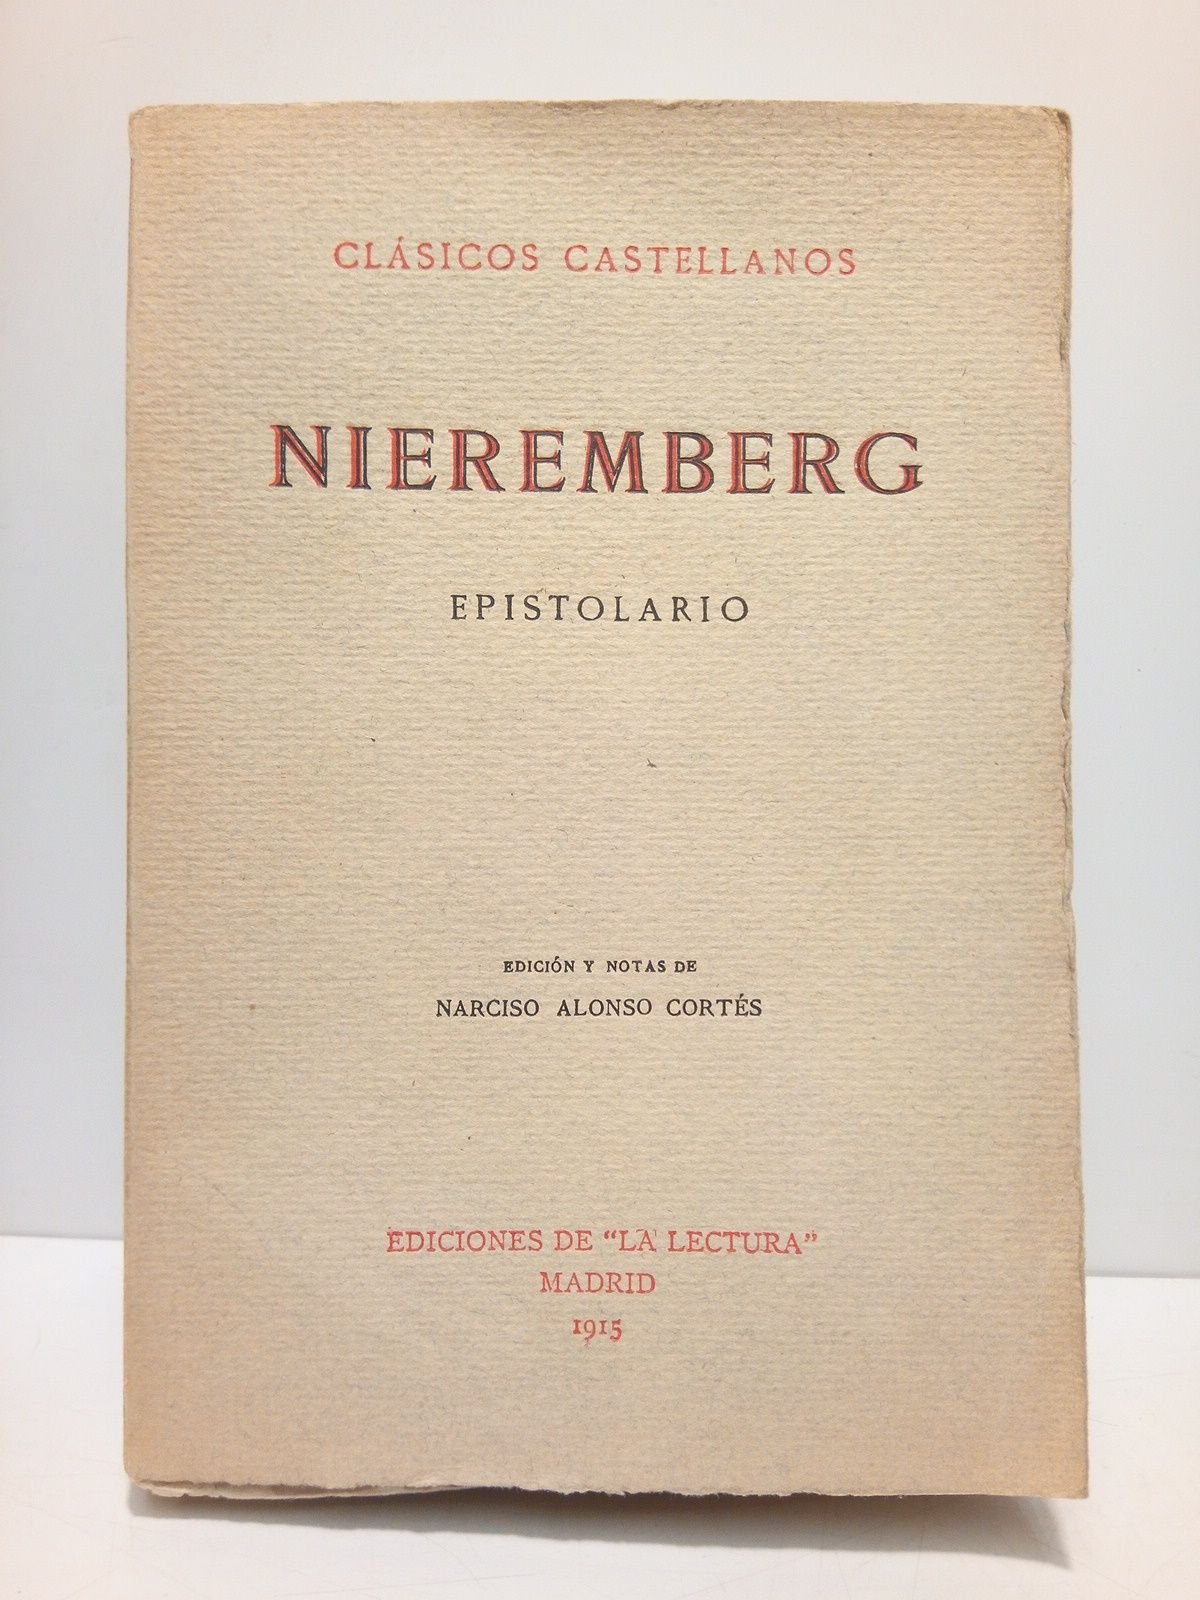 CLÁSICOS CASTELLANOS
NIEREMBERG
EPISTOLARIO
EDICIÓN Y NOTAS DE
NARCISO ALONSO CORTÉS
EDICIONES DE “LA LECTURA”
MADRID
1915